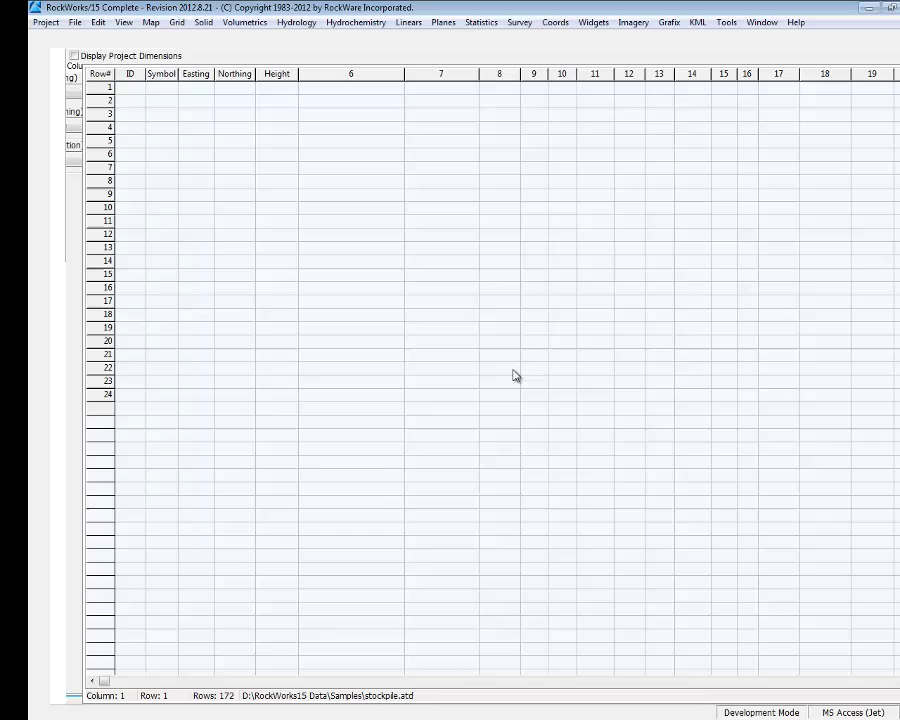 RockWorks/15 Complete - Revision 2012.8.21 - (C) Copyright 1983-2012 by RockWare Incorporated.
Project File Edit View Map Grid Solid Volumetrics Hydrology Hydrochemistry Linears Planes Statistics Survey Coords Widgets Imagery Grafix KML Tools Window Help
Display Project Dimensions
Colu
ng)
ning)
tion
Row# ID Symbol Easting Northing Height 6 7 8 9 10 11 12 13 14 15 16 17 18 19
1
2
3
4
5
6
7
8
9
10
11
12
13
14
15
16
17
18
19
20
21
22
23
24
Column: 1 Row: 1 Rows: 172 D:\RockWorks15 Data\Samples\stockpile.atd
Development Mode MS Access (Jet)